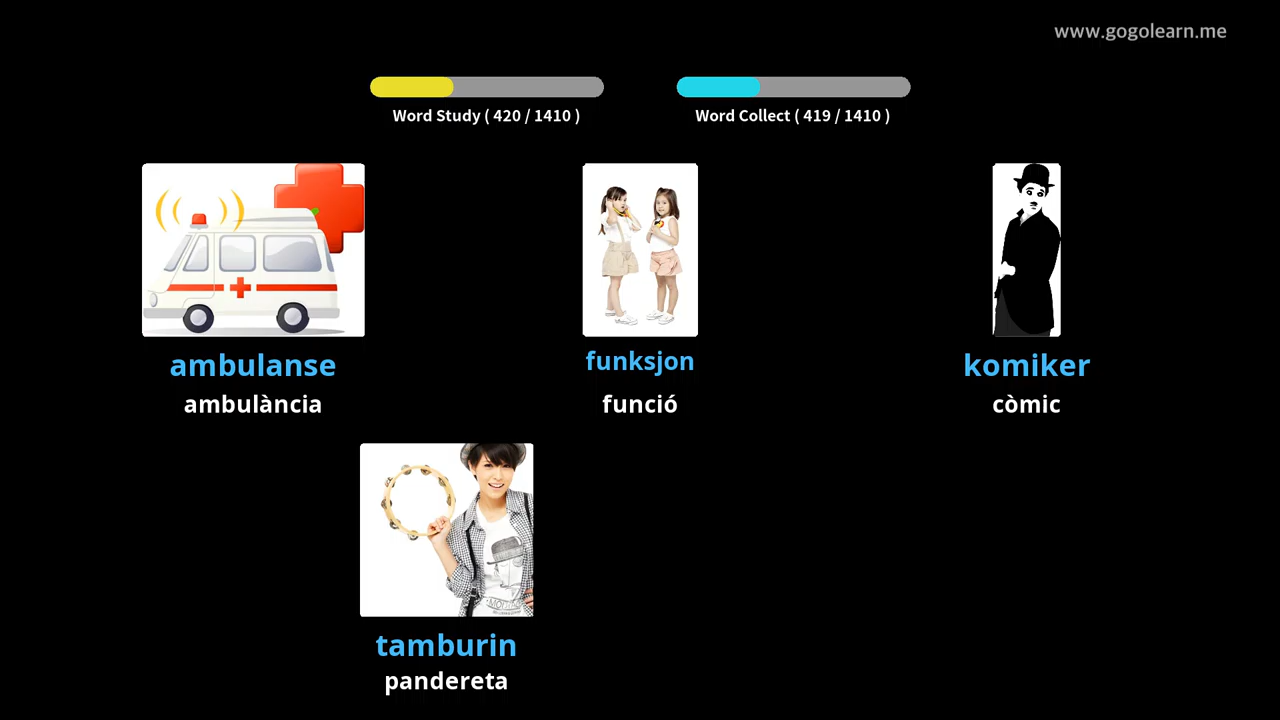 www.gogolearn.me
Word Study ( 420 / 1410 )
Word Collect ( 419 / 1410 )
ambulanse
ambulància
funksjon
funció
komiker
còmic
tamburin
pandereta